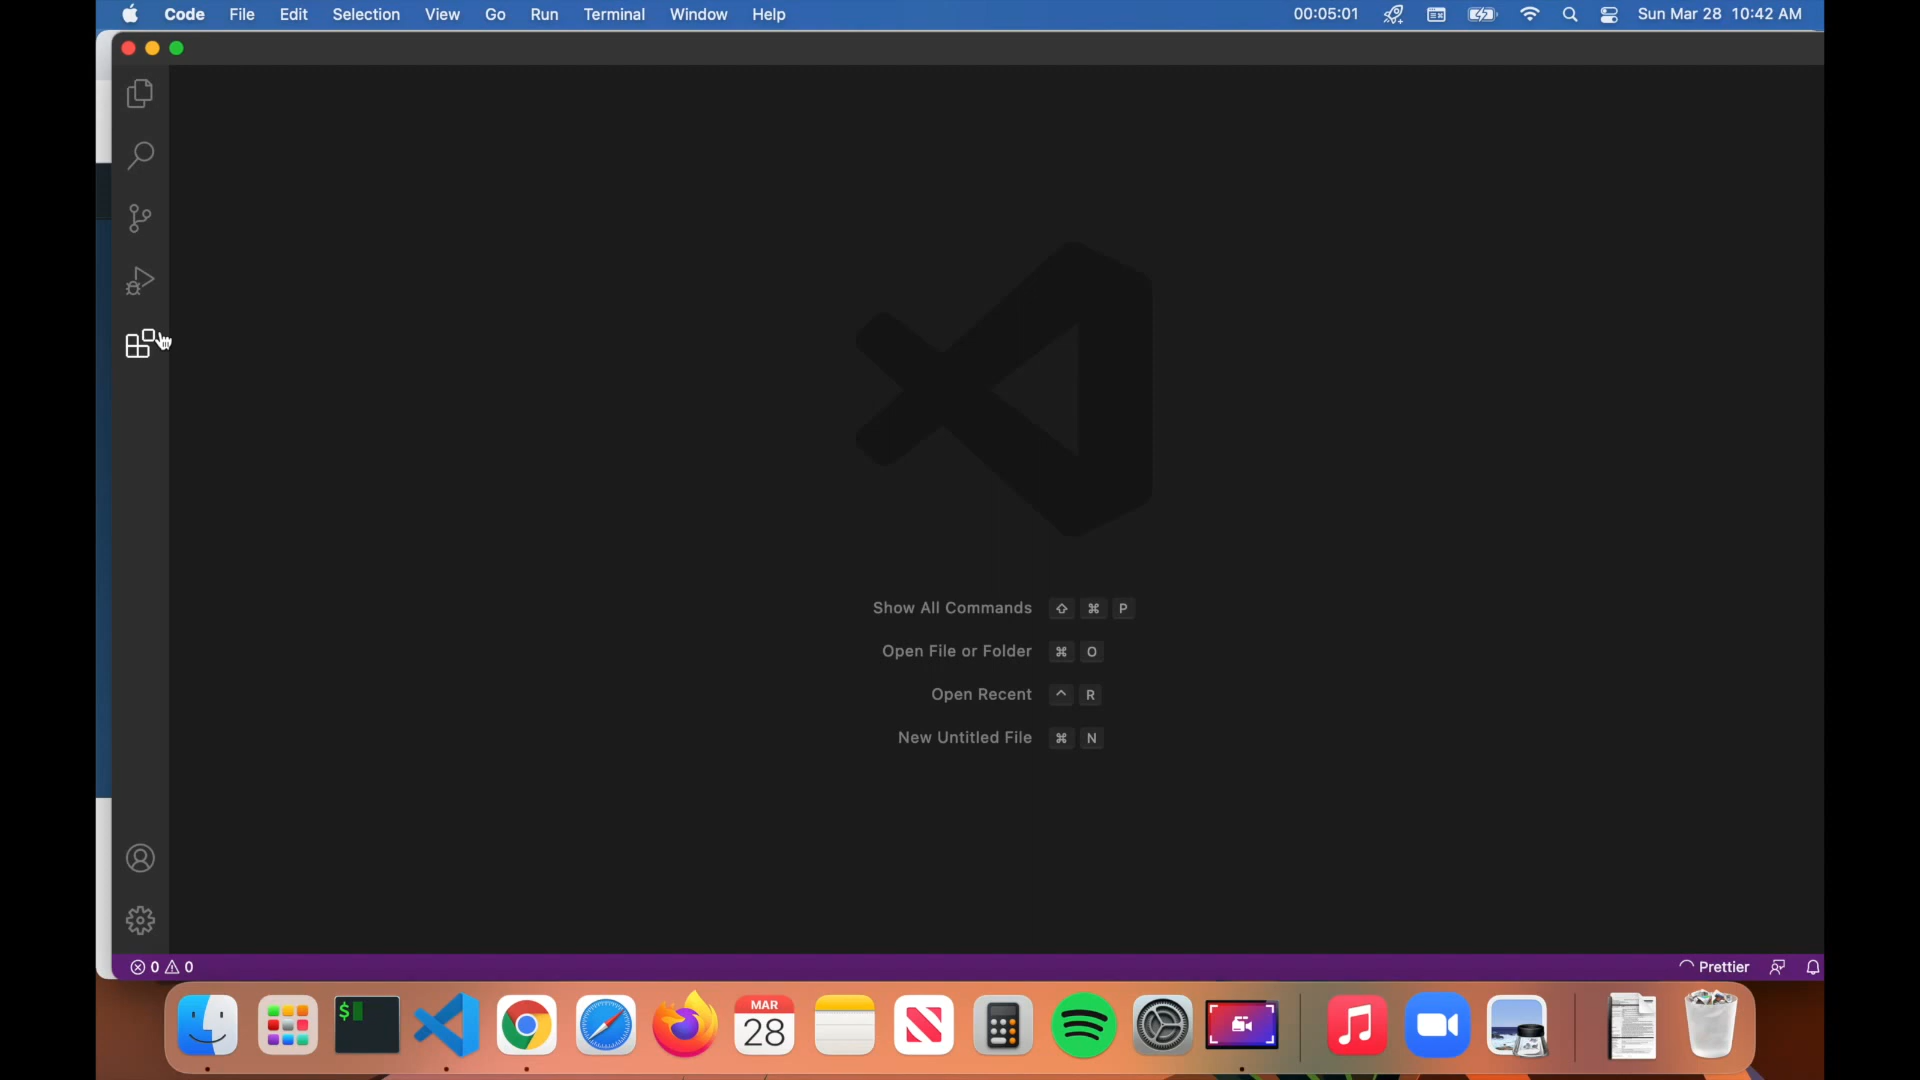 Code File Edit Selection View Go Run Terminal Window Help 00:05:01 Sun Mar 28 10:42 AM
Show All Commands ⇧ ⌘ P
Open File or Folder ⌘ O
Open Recent ^ R
New Untitled File ⌘ N
0 0 Prettier
$
MAR
28